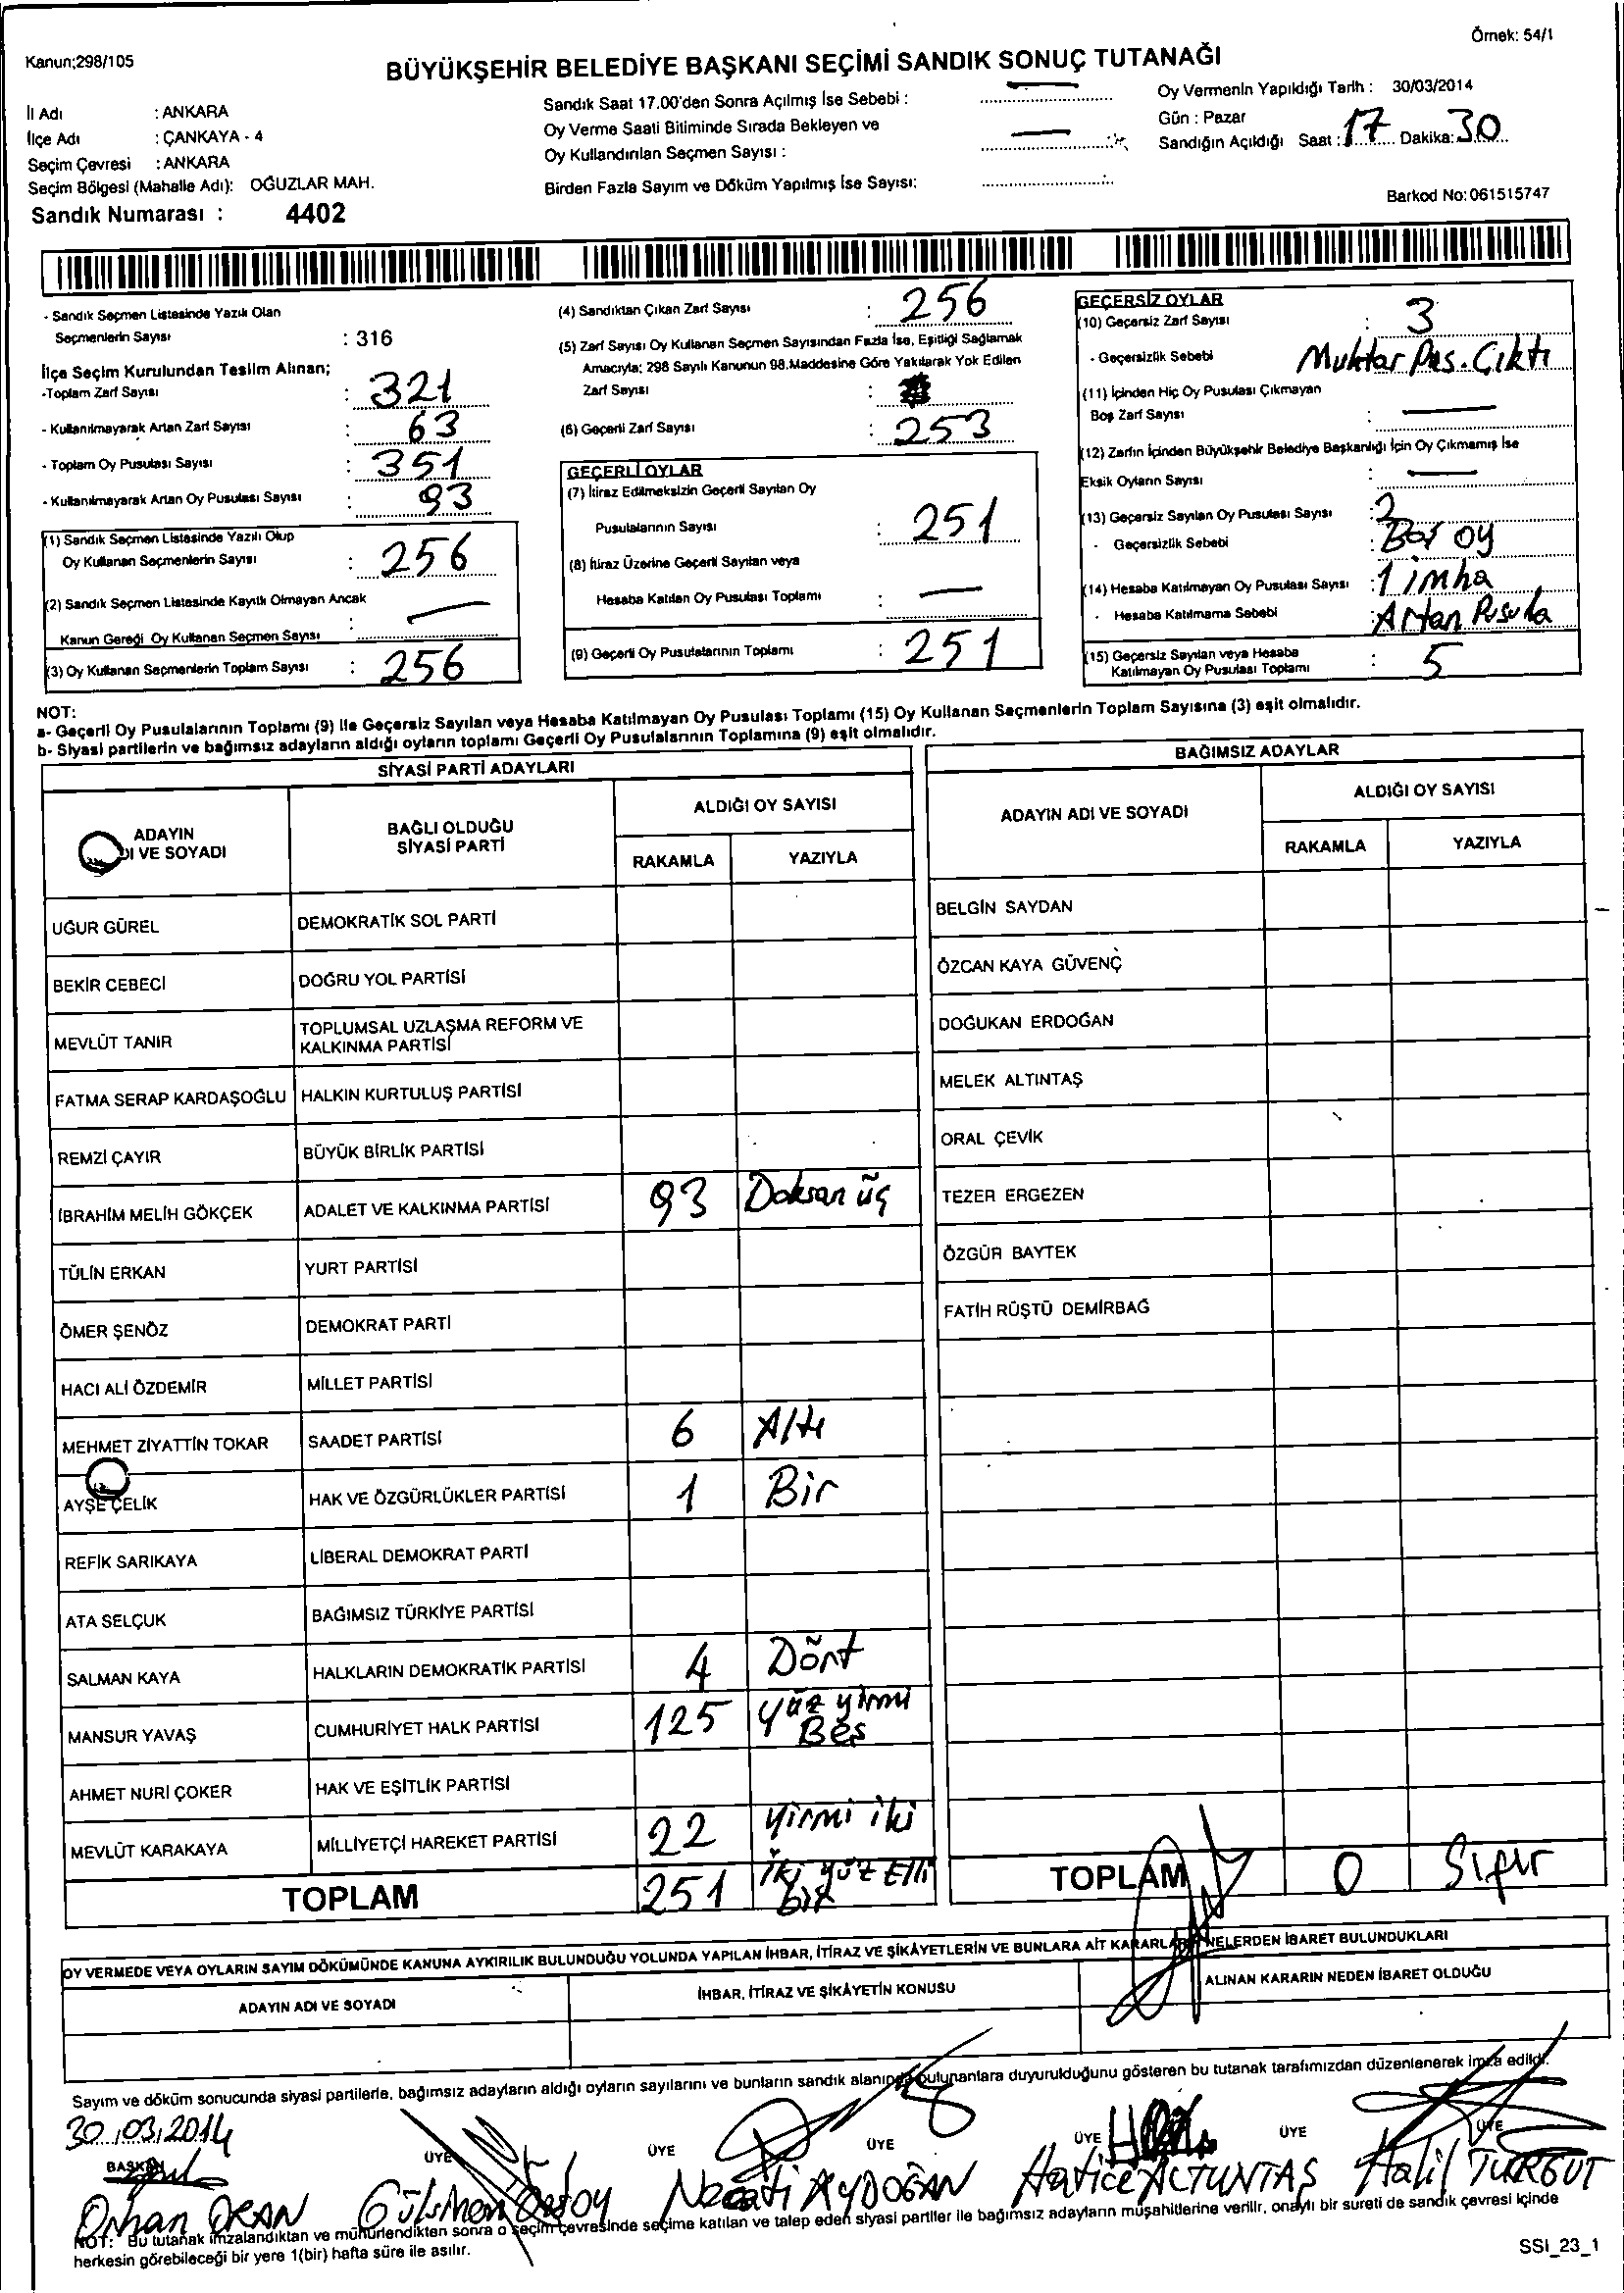 Örnek: 54/1
Kanun;298/105
BÜYÜKŞEHİR BELEDİYE BAŞKANI SEÇİMİ SANDIK SONUÇ TUTANAĞI
İl Adı : ANKARA
İlçe Adı : ÇANKAYA - 4
Seçim Çevresi : ANKARA
Seçim Bölgesi (Mahalle Adı): OĞUZLAR MAH.
Sandık Numarası : 4402
Sandık Saat 17.00'den Sonra Açılmış İse Sebebi :
Oy Verme Saati Bitiminde Sırada Bekleyen ve
Oy Kullandırılan Seçmen Sayısı :
Birden Fazla Sayım ve Döküm Yapılmış İse Sayısı:
Oy Vermenin Yapıldığı Tarih : 30/03/2014
Gün : Pazar
Sandığın Açıldığı Saat : 17 Dakika: 30
Barkod No: 061515747
- Sandık Seçmen Listesinde Yazılı Olan
Seçmenlerin Sayısı : 316
İlçe Seçim Kurulundan Teslim Alınan;
-Toplam Zarf Sayısı : 321
- Kullanılmayarak Artan Zarf Sayısı : 63
- Toplam Oy Pusulası Sayısı : 351
- Kullanılmayarak Artan Oy Pusulası Sayısı : 93
(1) Sandık Seçmen Listesinde Yazılı Olup
Oy Kullanan Seçmenlerin Sayısı : 256
(2) Sandık Seçmen Listesinde Kayıtlı Olmayan Ancak
Kanun Gereği Oy Kullanan Seçmen Sayısı :
(3) Oy Kullanan Seçmenlerin Toplam Sayısı : 256
(4) Sandıktan Çıkan Zarf Sayısı : 256
(5) Zarf Sayısı Oy Kullanan Seçmen Sayısından Fazla İse, Eşitliği Sağlamak
Amacıyla; 298 Sayılı Kanunun 98.Maddesine Göre Yakılarak Yok Edilen
Zarf Sayısı :
(6) Geçerli Zarf Sayısı : 253
GEÇERLİ OYLAR
(7) İtiraz Edilmeksizin Geçerli Sayılan Oy
Pusulalarının Sayısı : 251
(8) İtiraz Üzerine Geçerli Sayılan veya
Hesaba Katılan Oy Pusulası Toplamı :
(9) Geçerli Oy Pusulalarının Toplamı : 251
GEÇERSİZ OYLAR
(10) Geçersiz Zarf Sayısı : 3
- Geçersizlik Sebebi Muhtar Pus. Çıktı
(11) İçinden Hiç Oy Pusulası Çıkmayan
Boş Zarf Sayısı :
(12) Zarfın İçinden Büyükşehir Belediye Başkanlığı İçin Oy Çıkmamış İse
Eksik Oyların Sayısı :
(13) Geçersiz Sayılan Oy Pusulası Sayısı : 2
- Geçersizlik Sebebi : Boş oy
(14) Hesaba Katılmayan Oy Pusulası Sayısı : 1 imha
- Hesaba Katılmama Sebebi : Artan Pusula
(15) Geçersiz Sayılan veya Hesaba
Katılmayan Oy Pusulası Toplamı : 5
NOT:
a- Geçerli Oy Pusulalarının Toplamı (9) İle Geçersiz Sayılan veya Hesaba Katılmayan Oy Pusulası Toplamı (15) Oy Kullanan Seçmenlerin Toplam Sayısına (3) eşit olmalıdır.
b- Siyasi partilerin ve bağımsız adayların aldığı oyların toplamı Geçerli Oy Pusulalarının Toplamına (9) eşit olmalıdır.
SİYASİ PARTİ ADAYLARI
ADAYIN
DI VE SOYADI
BAĞLI OLDUĞU
SİYASİ PARTİ
ALDIĞI OY SAYISI
RAKAMLA YAZIYLA
UĞUR GÜREL DEMOKRATİK SOL PARTİ
BEKİR CEBECİ DOĞRU YOL PARTİSİ
MEVLÜT TANIR TOPLUMSAL UZLAŞMA REFORM VE
KALKINMA PARTİSİ
FATMA SERAP KARDAŞOĞLU HALKIN KURTULUŞ PARTİSİ
REMZİ ÇAYIR BÜYÜK BİRLİK PARTİSİ
İBRAHİM MELİH GÖKÇEK ADALET VE KALKINMA PARTİSİ 93 Doksan üç
TÜLİN ERKAN YURT PARTİSİ
ÖMER ŞENÖZ DEMOKRAT PARTİ
HACI ALİ ÖZDEMİR MİLLET PARTİSİ
MEHMET ZİYATTİN TOKAR SAADET PARTİSİ 6 Altı
AYŞE ÇELİK HAK VE ÖZGÜRLÜKLER PARTİSİ 1 Bir
REFİK SARIKAYA LİBERAL DEMOKRAT PARTİ
ATA SELÇUK BAĞIMSIZ TÜRKİYE PARTİSİ
SALMAN KAYA HALKLARIN DEMOKRATİK PARTİSİ 4 Dört
MANSUR YAVAŞ CUMHURİYET HALK PARTİSİ 125 Yüz yirmi
Beş
AHMET NURİ ÇOKER HAK VE EŞİTLİK PARTİSİ
MEVLÜT KARAKAYA MİLLİYETÇİ HAREKET PARTİSİ 22 Yirmi iki
TOPLAM 251 İki yüz Elli
bir
BAĞIMSIZ ADAYLAR
ADAYIN ADI VE SOYADI
ALDIĞI OY SAYISI
RAKAMLA YAZIYLA
BELGİN SAYDAN
ÖZCAN KAYA GÜVENÇ
DOĞUKAN ERDOĞAN
MELEK ALTINTAŞ
ORAL ÇEVİK
TEZER ERGEZEN
ÖZGÜR BAYTEK
FATİH RÜŞTÜ DEMİRBAĞ
TOPLAM 0 Sıfır
OY VERMEDE VEYA OYLARIN SAYIM DÖKÜMÜNDE KANUNA AYKIRILIK BULUNDUĞU YOLUNDA YAPILAN İHBAR, İTİRAZ VE ŞİKÂYETLERİN VE BUNLARA AİT KARARLARIN NELERDEN İBARET BULUNDUKLARI
ADAYIN ADI VE SOYADI İHBAR, İTİRAZ VE ŞİKÂYETİN KONUSU ALINAN KARARIN NEDEN İBARET OLDUĞU
Sayım ve döküm sonucunda siyasi partilerle, bağımsız adayların aldığı oyların sayılarını ve bunların sandık alanında bulunanlara duyurulduğunu gösteren bu tutanak tarafımızdan düzenlenerek imza edildi.
30.03.2014
BAŞKAN ÜYE ÜYE ÜYE ÜYE ÜYE ÜYE
Orhan OKAN Gülsmen Necati AYDOĞAN Hatice ALTUNTAŞ Halil TURGUT
NOT: Bu tutanak imzalandıktan ve mühürlendikten sonra o seçim çevresinde seçime katılan ve talep eden siyasi partiler ile bağımsız adayların müşahitlerine verilir, onaylı bir sureti de sandık çevresi içinde
herkesin görebileceği bir yere 1(bir) hafta süre ile asılır.
SSI_23_1